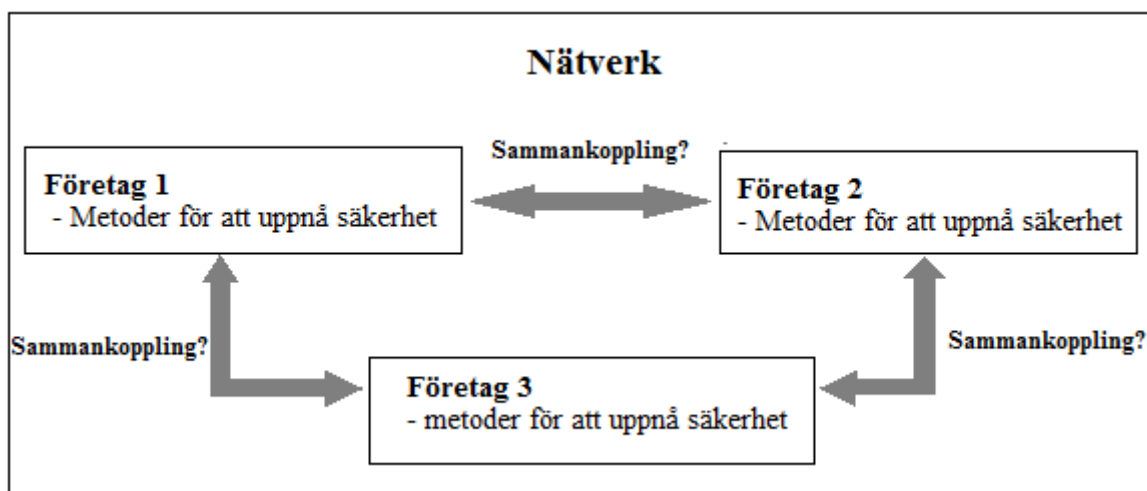 Nätverk
Sammankoppling?
Företag 1
- Metoder för att uppnå säkerhet
Företag 2
- Metoder för att uppnå säkerhet
Sammankoppling?
Sammankoppling?
Företag 3
- metoder för att uppnå säkerhet